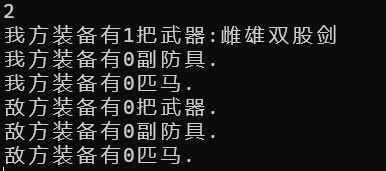 2
我方装备有1把武器:雌雄双股剑
我方装备有0副防具.
我方装备有0匹马.
敌方装备有0把武器.
敌方装备有0副防具.
敌方装备有0匹马.